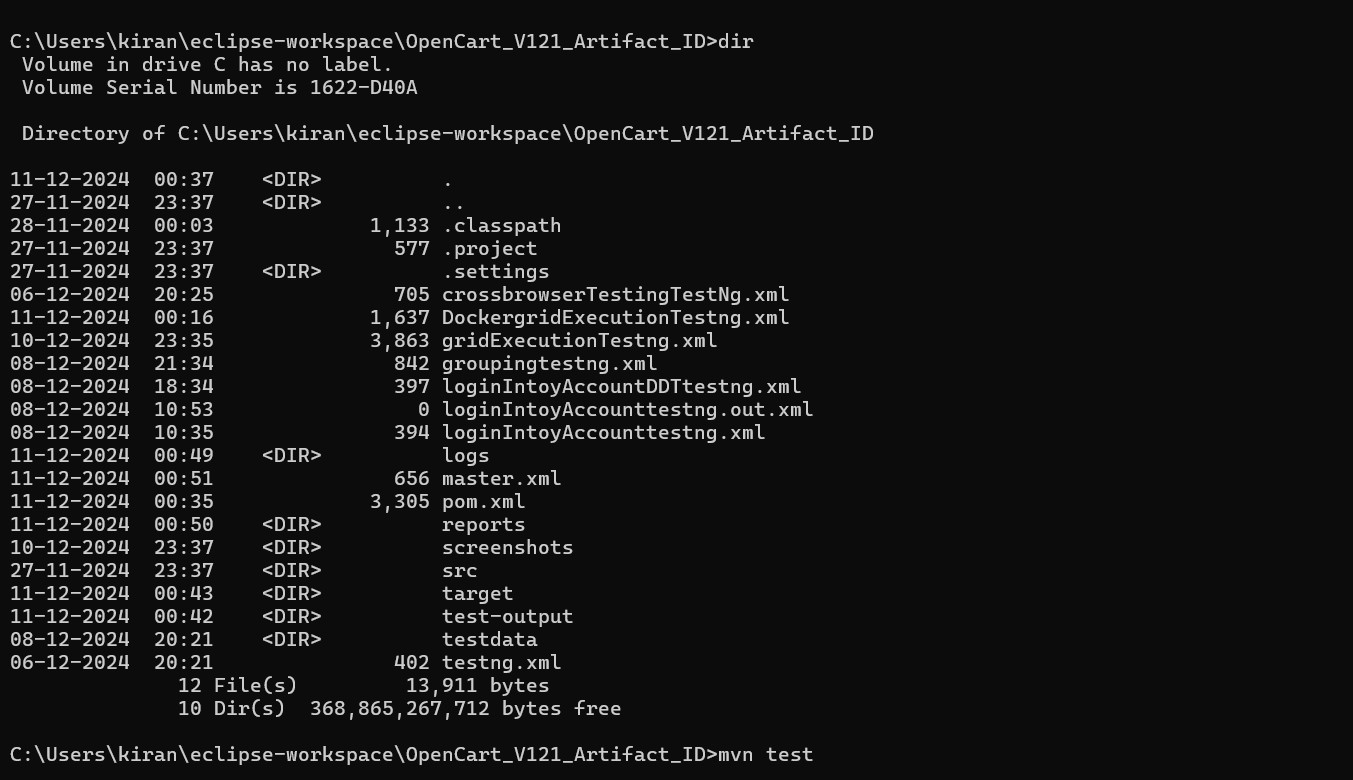 C:\Users\kiran\eclipse-workspace\OpenCart_V121_Artifact_ID>dir
 Volume in drive C has no label.
 Volume Serial Number is 1622-D40A

 Directory of C:\Users\kiran\eclipse-workspace\OpenCart_V121_Artifact_ID

11-12-2024  00:37    <DIR>          .
27-11-2024  23:37    <DIR>          ..
28-11-2024  00:03             1,133 .classpath
27-11-2024  23:37               577 .project
27-11-2024  23:37    <DIR>          .settings
06-12-2024  20:25               705 crossbrowserTestingTestNg.xml
11-12-2024  00:16             1,637 DockergridExecutionTestng.xml
10-12-2024  23:35             3,863 gridExecutionTestng.xml
08-12-2024  21:34               842 groupingtestng.xml
08-12-2024  18:34               397 loginIntoyAccountDDTtestng.xml
08-12-2024  10:53                 0 loginIntoyAccounttestng.out.xml
08-12-2024  10:35               394 loginIntoyAccounttestng.xml
11-12-2024  00:49    <DIR>          logs
11-12-2024  00:51               656 master.xml
11-12-2024  00:35             3,305 pom.xml
11-12-2024  00:50    <DIR>          reports
10-12-2024  23:37    <DIR>          screenshots
27-11-2024  23:37    <DIR>          src
11-12-2024  00:43    <DIR>          target
11-12-2024  00:42    <DIR>          test-output
08-12-2024  20:21    <DIR>          testdata
06-12-2024  20:21               402 testng.xml
              12 File(s)         13,911 bytes
              10 Dir(s)  368,865,267,712 bytes free

C:\Users\kiran\eclipse-workspace\OpenCart_V121_Artifact_ID>mvn test